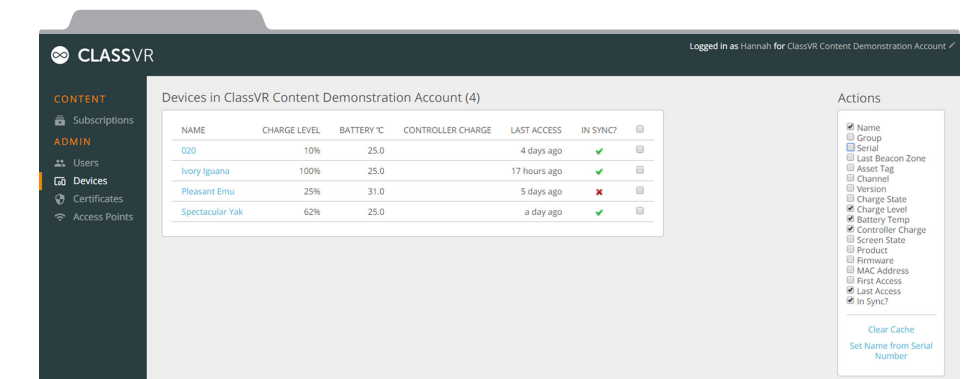 CLASSVR
Logged in as Hannah for ClassVR Content Demonstration Account
CONTENT
Subscriptions
ADMIN
Users
Devices
Certificates
Access Points
Devices in ClassVR Content Demonstration Account (4)
NAME CHARGE LEVEL BATTERY °C CONTROLLER CHARGE LAST ACCESS IN SYNC?
020 10% 25.0 4 days ago
Ivory Iguana 100% 25.0 17 hours ago
Pleasant Emu 25% 31.0 5 days ago
Spectacular Yak 62% 25.0 a day ago
Actions
Name
Group
Serial
Last Beacon Zone
Asset Tag
Channel
Version
Charge State
Charge Level
Battery Temp
Controller Charge
Screen State
Product
Firmware
MAC Address
First Access
Last Access
In Sync?
Clear Cache
Set Name from Serial
Number